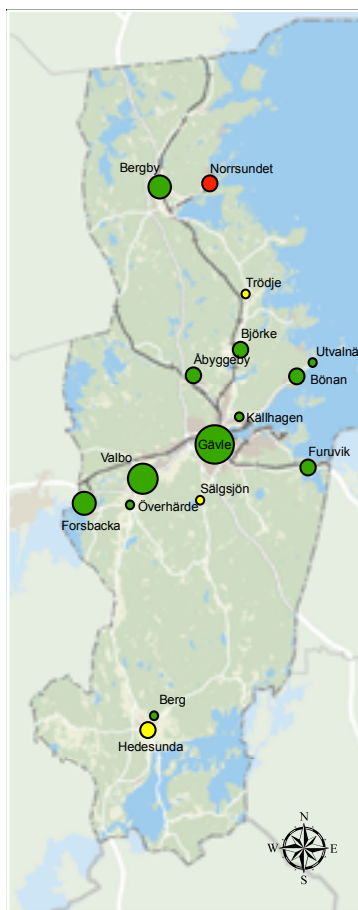 Bergby
Norrsundet
Trödje
Björke
Utvalnä
Åbyggeby
Bönan
Källhagen
Gävle
Valbo
Furuvik
Sälgsjön
Överhärde
Forsbacka
Berg
Hedesunda
N
W E
S